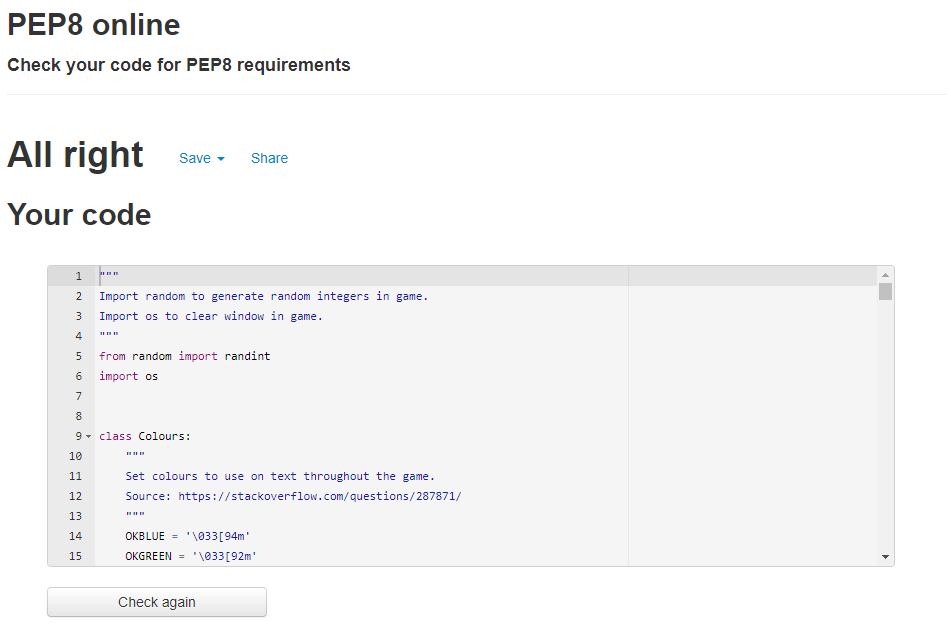 PEP8 online
Check your code for PEP8 requirements
All right Save Share
Your code
1 """
2 Import random to generate random integers in game.
3 Import os to clear window in game.
4 """
5 from random import randint
6 import os
7
8
9 class Colours:
10     """
11     Set colours to use on text throughout the game.
12     Source: https://stackoverflow.com/questions/287871/
13     """
14     OKBLUE = '\033[94m'
15     OKGREEN = '\033[92m'
Check again